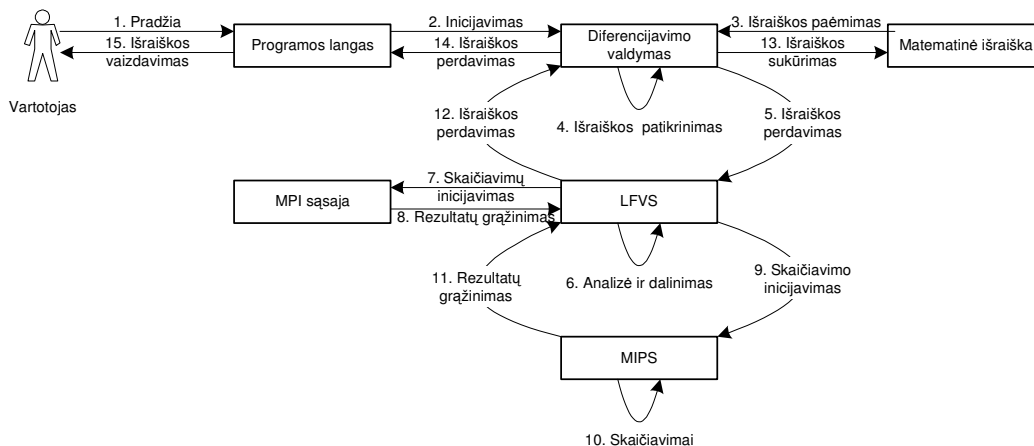 1. Pradžia
15. Išraiškos
vaizdavimas
Vartotojas
Programos langas
2. Inicijavimas
14. Išraiškos
perdavimas
Diferencijavimo
valdymas
3. Išraiškos paėmimas
13. Išraiškos
sukūrimas
Matematinė išraiška
4. Išraiškos patikrinimas
12. Išraiškos
perdavimas
5. Išraiškos
perdavimas
MPI sąsaja
7. Skaičiavimų
inicijavimas
8. Rezultatų grąžinimas
LFVS
6. Analizė ir dalinimas
11. Rezultatų
grąžinimas
9. Skaičiavimo
inicijavimas
MIPS
10. Skaičiavimai